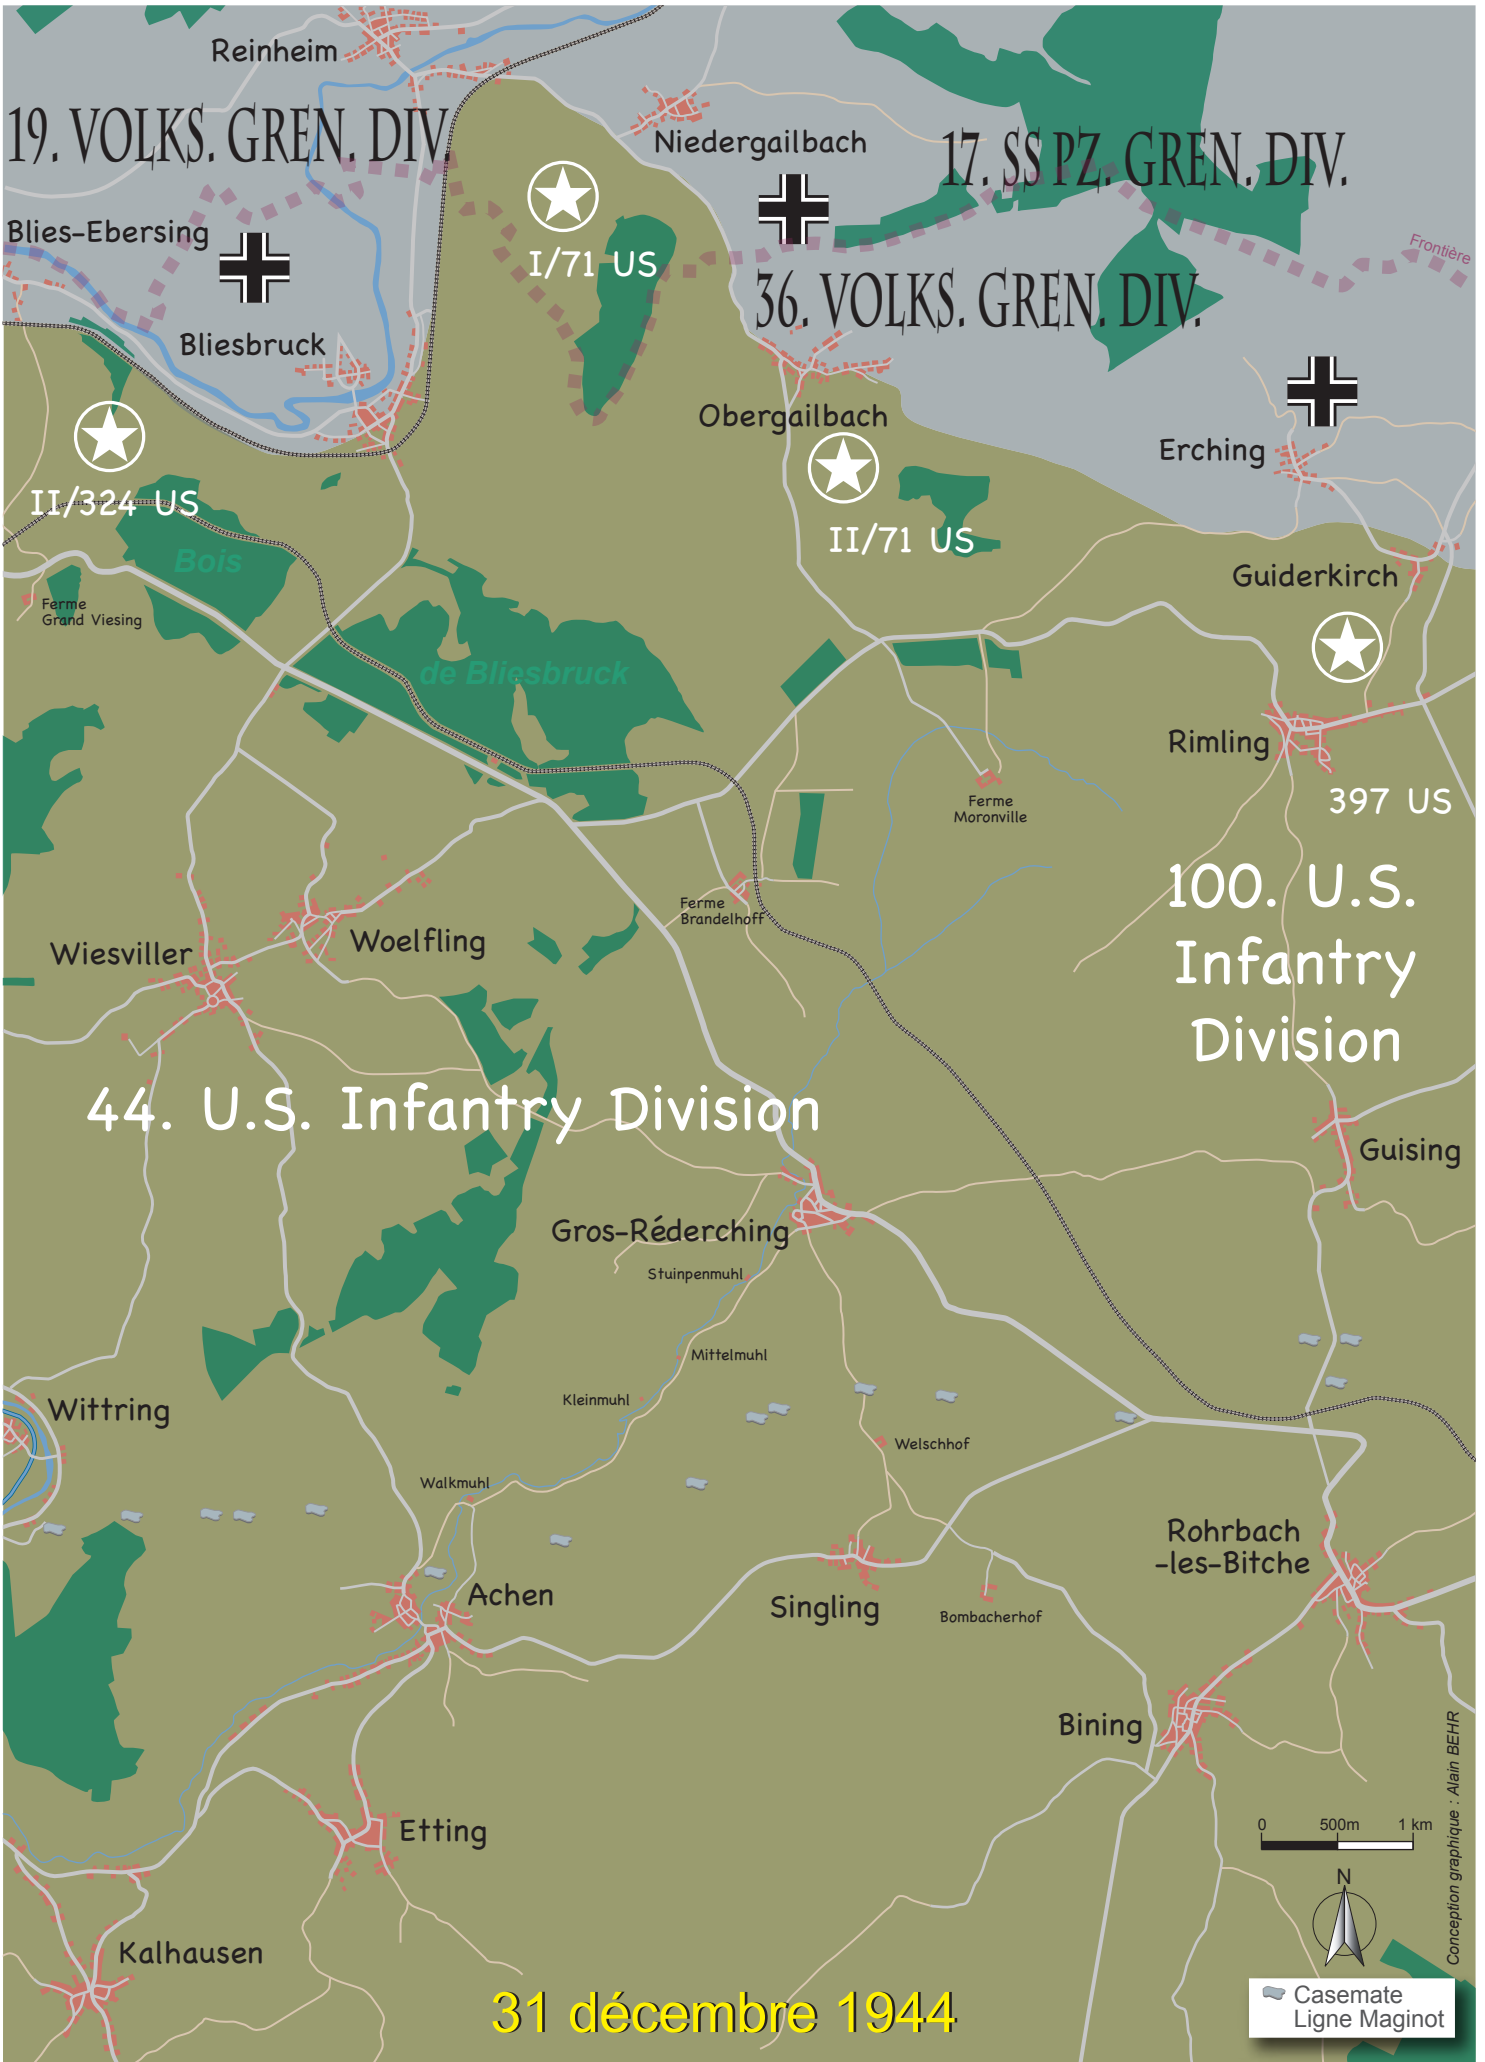 Reinheim
19. VOLKS. GREN. DIV.
Niedergailbach
17. SS PZ. GREN. DIV.
Blies-Ebersing
I/71 US
Frontière
36. VOLKS. GREN. DIV.
Bliesbruck
Obergailbach
Erching
II/324 US
II/71 US
Bois
Guiderkirch
Ferme
Grand Viesing
de Bliesbruck
Rimling
397 US
Ferme
Moronville
100. U.S.
Infantry
Division
Ferme
Brandelhoff
Wiesviller
Woelfling
44. U.S. Infantry Division
Guising
Gros-Réderching
Stuinpenmuhl
Mittelmuhl
Kleinmuhl
Wittring
Welschhof
Walkmuhl
Rohrbach
-les-Bitche
Achen
Singling
Bombacherhof
Bining
Etting
0 500m 1 km
N
Conception graphique : Alain BEHR
Kalhausen
31 décembre 1944
Casemate
Ligne Maginot